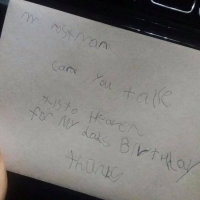 mr postman
can you take
this to heaven
for my dads Birthday
thanks